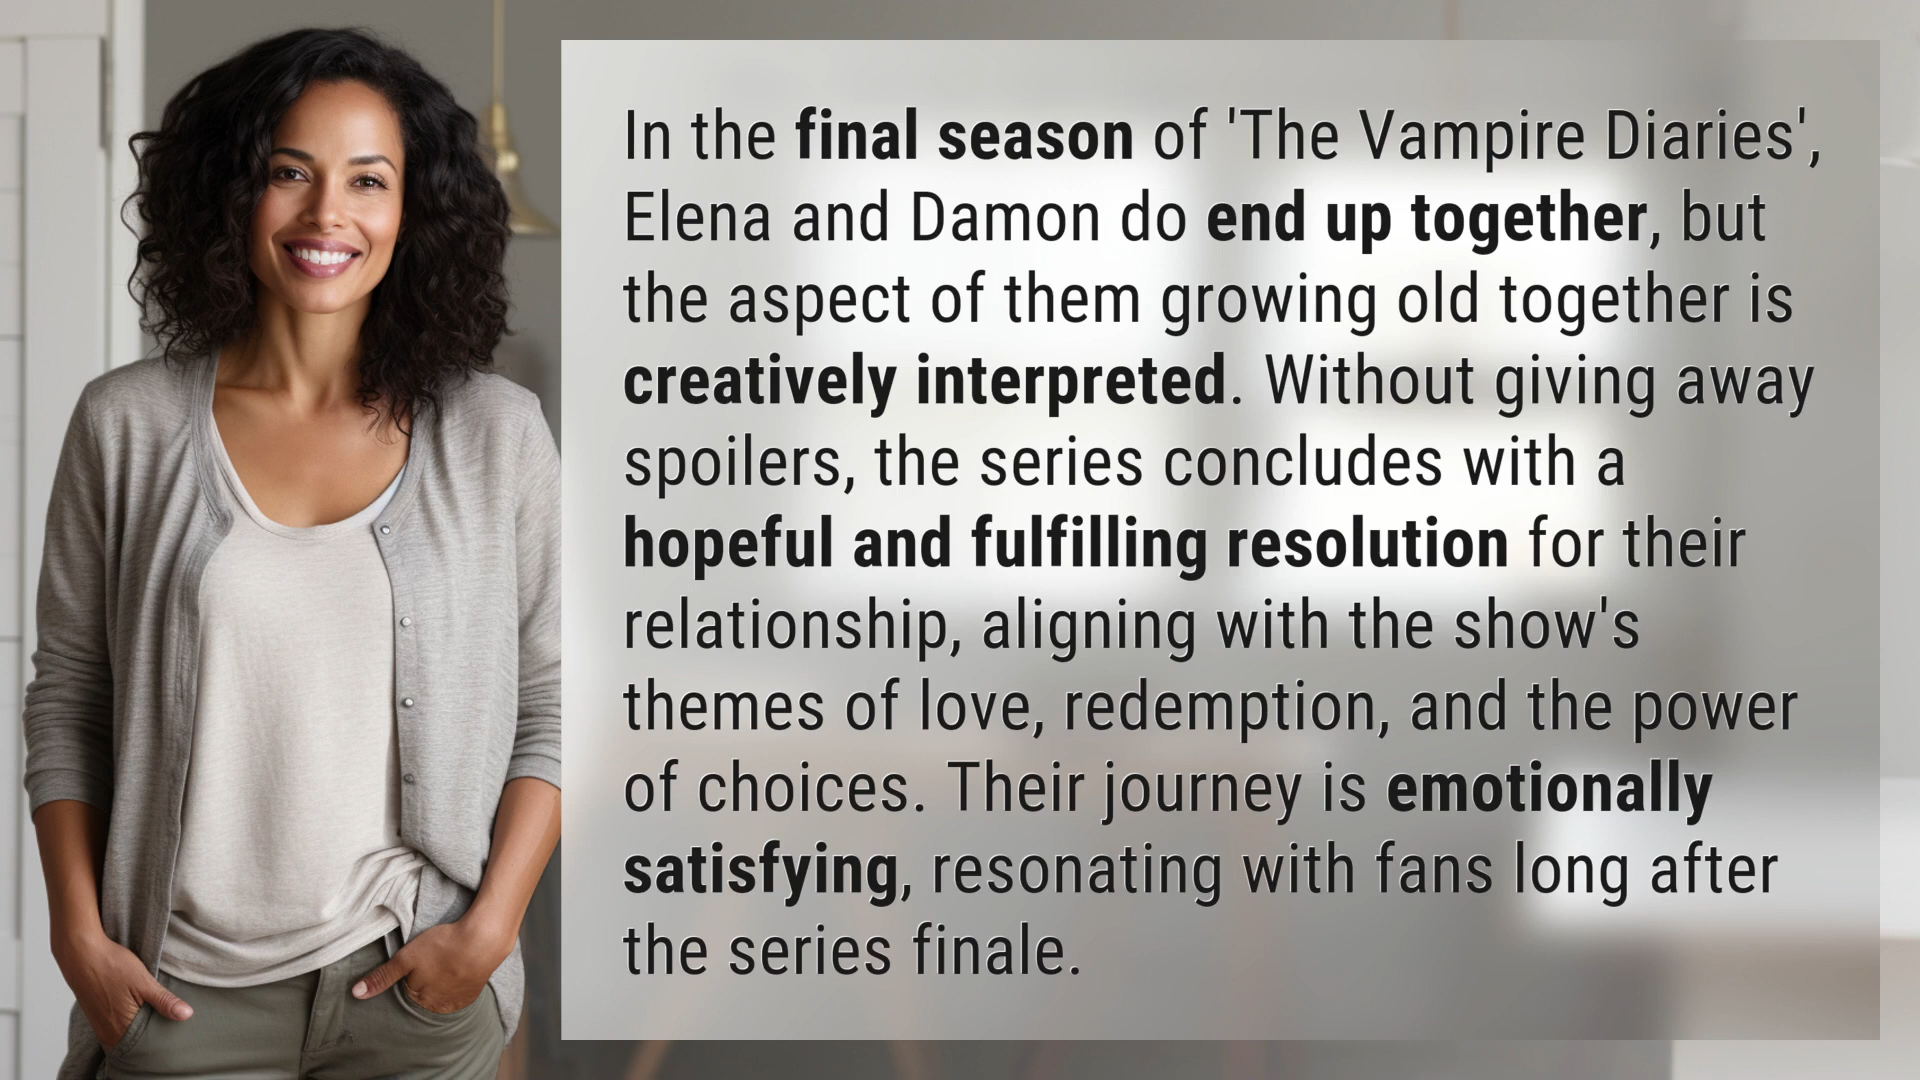 In the final season of 'The Vampire Diaries',
Elena and Damon do end up together, but
the aspect of them growing old together is
creatively interpreted. Without giving away
spoilers, the series concludes with a
hopeful and fulfilling resolution for their
relationship, aligning with the show's
themes of love, redemption, and the power
of choices. Their journey is emotionally
satisfying, resonating with fans long after
the series finale.